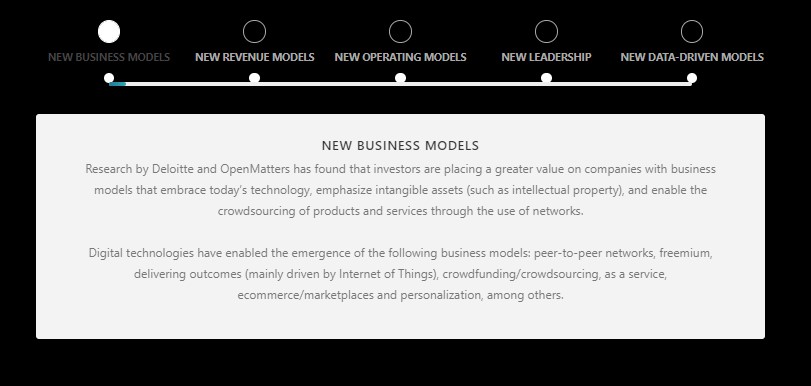 NEW BUSINESS MODELS
NEW REVENUE MODELS
NEW OPERATING MODELS
NEW LEADERSHIP
NEW DATA-DRIVEN MODELS
NEW BUSINESS MODELS
Research by Deloitte and OpenMatters has found that investors are placing a greater value on companies with business
models that embrace today's technology, emphasize intangible assets (such as intellectual property), and enable the
crowdsourcing of products and services through the use of networks.
Digital technologies have enabled the emergence of the following business models: peer-to-peer networks, freemium,
delivering outcomes (mainly driven by Internet of Things), crowdfunding/crowdsourcing, as a service,
ecommerce/marketplaces and personalization, among others.